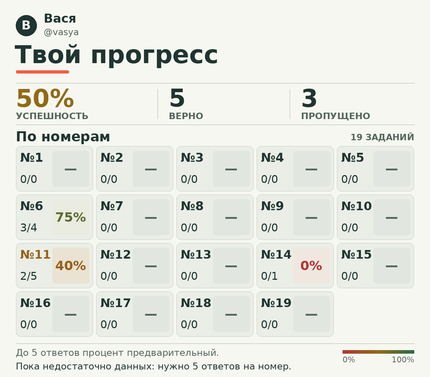 В Вася
@vasya
Твой прогресс
50% 5 3
УСПЕШНОСТЬ ВЕРНО ПРОПУЩЕНО
По номерам 19 ЗАДАНИЙ
№1 — №2 — №3 — №4 — №5 —
0/0 0/0 0/0 0/0 0/0
№6 75% №7 — №8 — №9 — №10 —
3/4 0/0 0/0 0/0 0/0
№11 40% №12 — №13 — №14 0% №15 —
2/5 0/0 0/0 0/1 0/0
№16 — №17 — №18 — №19 —
0/0 0/0 0/0 0/0
До 5 ответов процент предварительный.
Пока недостаточно данных: нужно 5 ответов на номер.
0% 100%